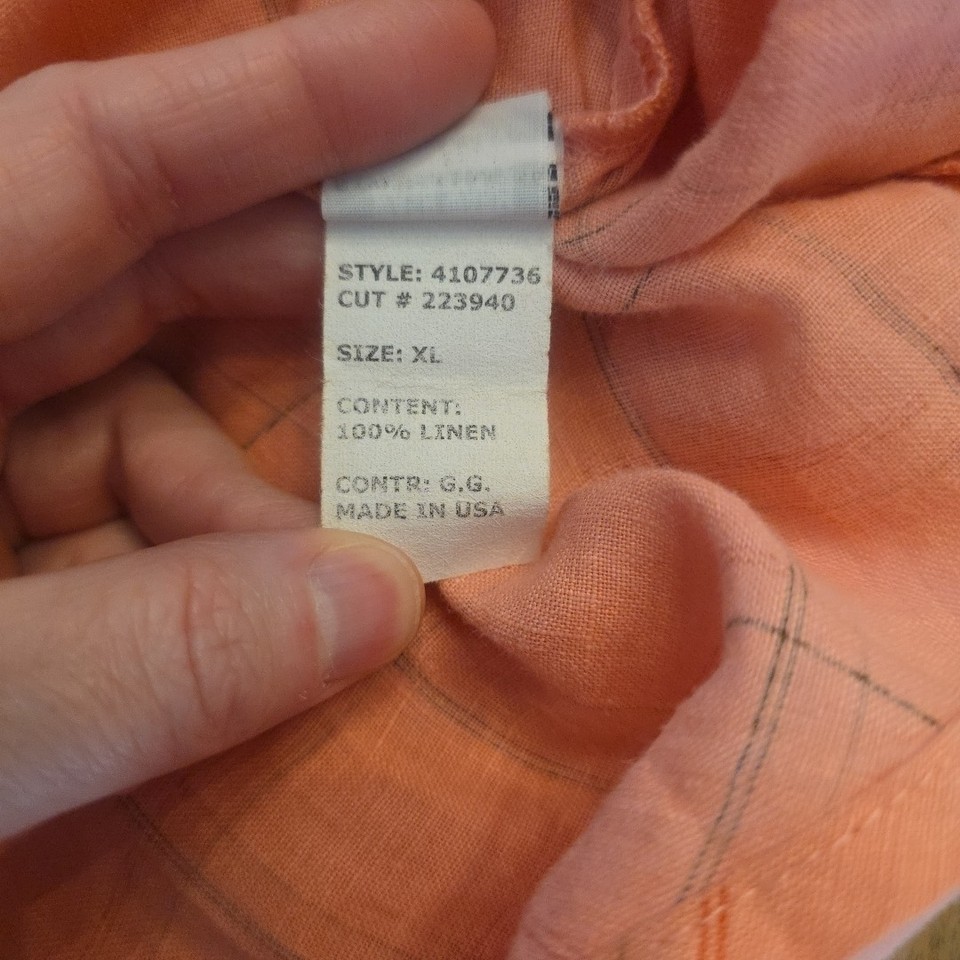 STYLE: 4107736
CUT # 223940
SIZE: XL
CONTENT:
100% LINEN
CONTR: G.G.
MADE IN USA